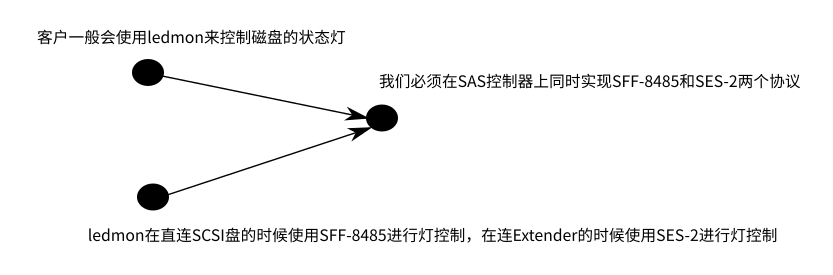 客户一般会使用ledmon来控制磁盘的状态灯
我们必须在SAS控制器上同时实现SFF-8485和SES-2两个协议
ledmon在直连SCSI盘的时候使用SFF-8485进行灯控制，在连Extender的时候使用SES-2进行灯控制